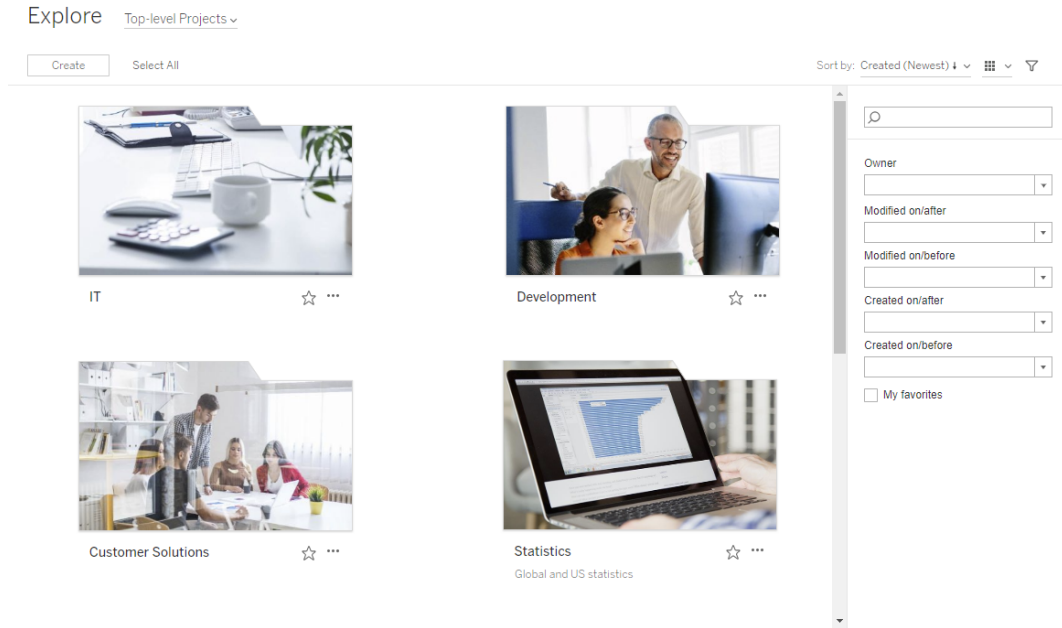 Explore Top-level Projects
Create Select All Sort by: Created (Newest)
IT
Development
Customer Solutions
Statistics
Global and US statistics
Owner
Modified on/after
Modified on/before
Created on/after
Created on/before
My favorites